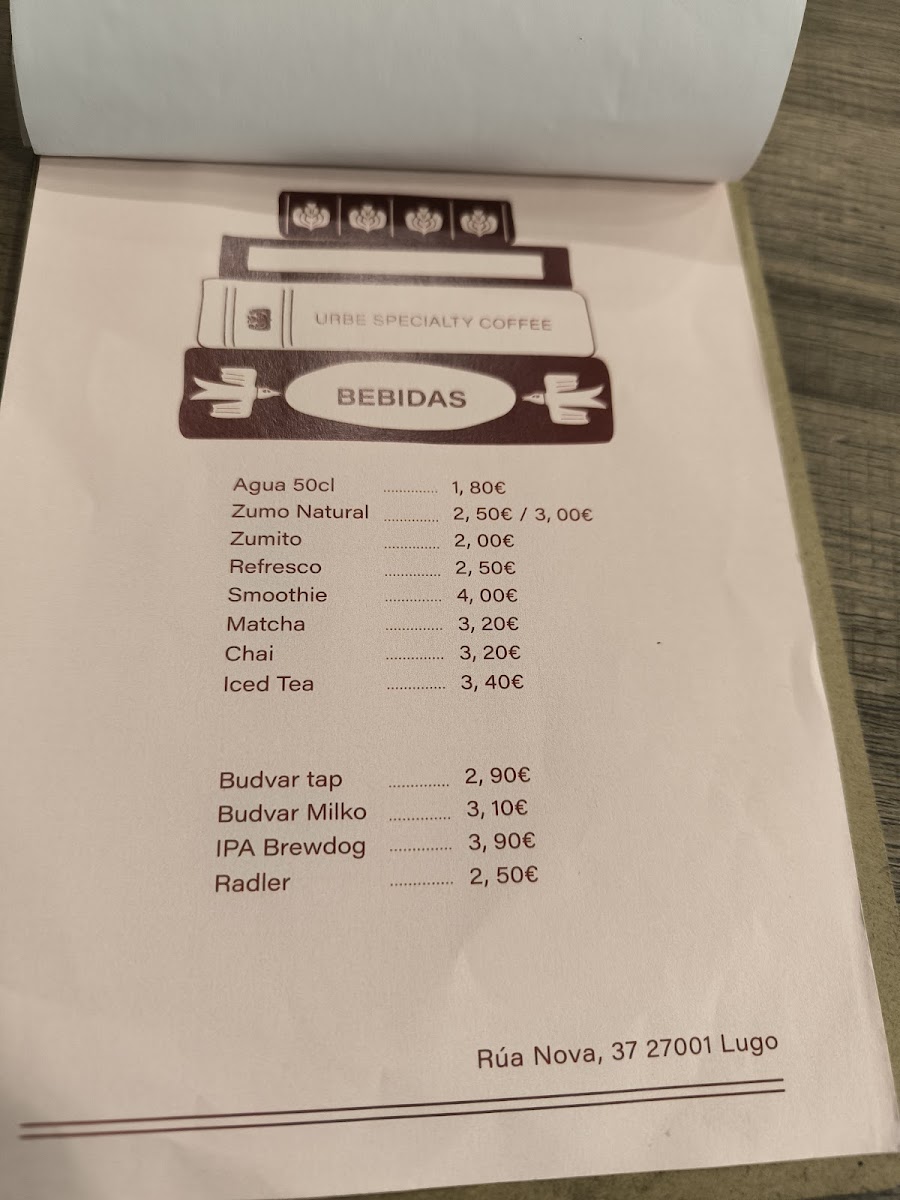 URBE SPECIALTY COFFEE
BEBIDAS
Agua 50cl .............. 1, 80€
Zumo Natural .............. 2, 50€ / 3, 00€
Zumito .............. 2, 00€
Refresco .............. 2, 50€
Smoothie .............. 4, 00€
Matcha .............. 3, 20€
Chai .............. 3, 20€
Iced Tea .............. 3, 40€
Budvar tap .............. 2, 90€
Budvar Milko .............. 3, 10€
IPA Brewdog .............. 3, 90€
Radler .............. 2, 50€
Rúa Nova, 37 27001 Lugo